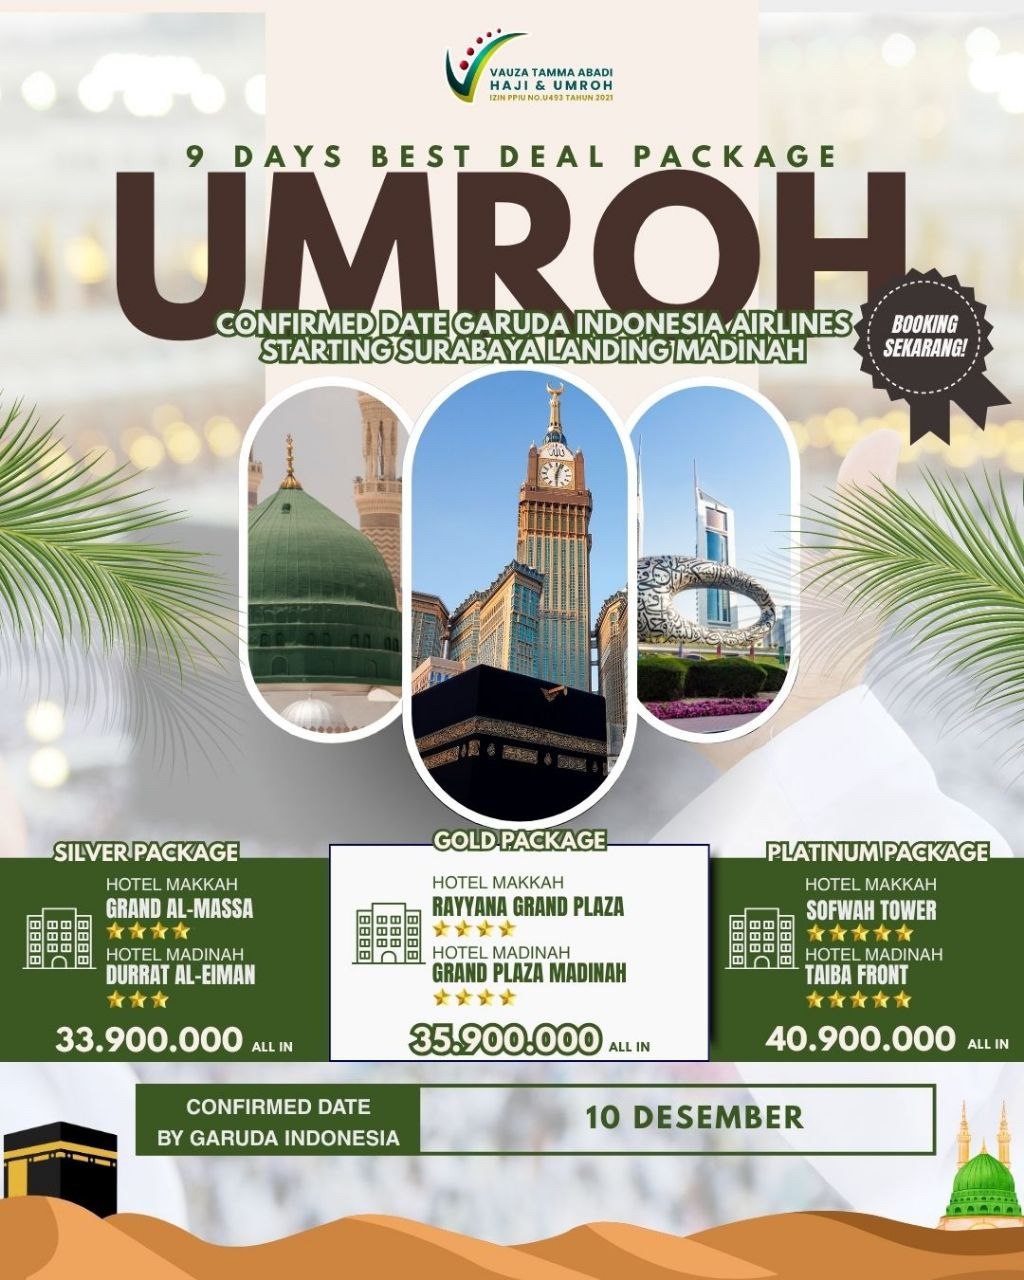 VAUZA TAMMA ABADI
HAJI & UMROH
IZIN PPIU NO.U493 TAHUN 2021
9 DAYS BEST DEAL PACKAGE
UMROH
CONFIRMED DATE GARUDA INDONESIA AIRLINES
STARTING SURABAYA LANDING MADINAH
BOOKING
SEKARANG!
SILVER PACKAGE
HOTEL MAKKAH
GRAND AL-MASSA
HOTEL MADINAH
DURRAT AL-EIMAN
33.900.000 ALL IN
GOLD PACKAGE
HOTEL MAKKAH
RAYYANA GRAND PLAZA
HOTEL MADINAH
GRAND PLAZA MADINAH
35.900.000 ALL IN
PLATINUM PACKAGE
HOTEL MAKKAH
SOFWAH TOWER
HOTEL MADINAH
TAIBA FRONT
40.900.000 ALL IN
CONFIRMED DATE
BY GARUDA INDONESIA
10 DESEMBER